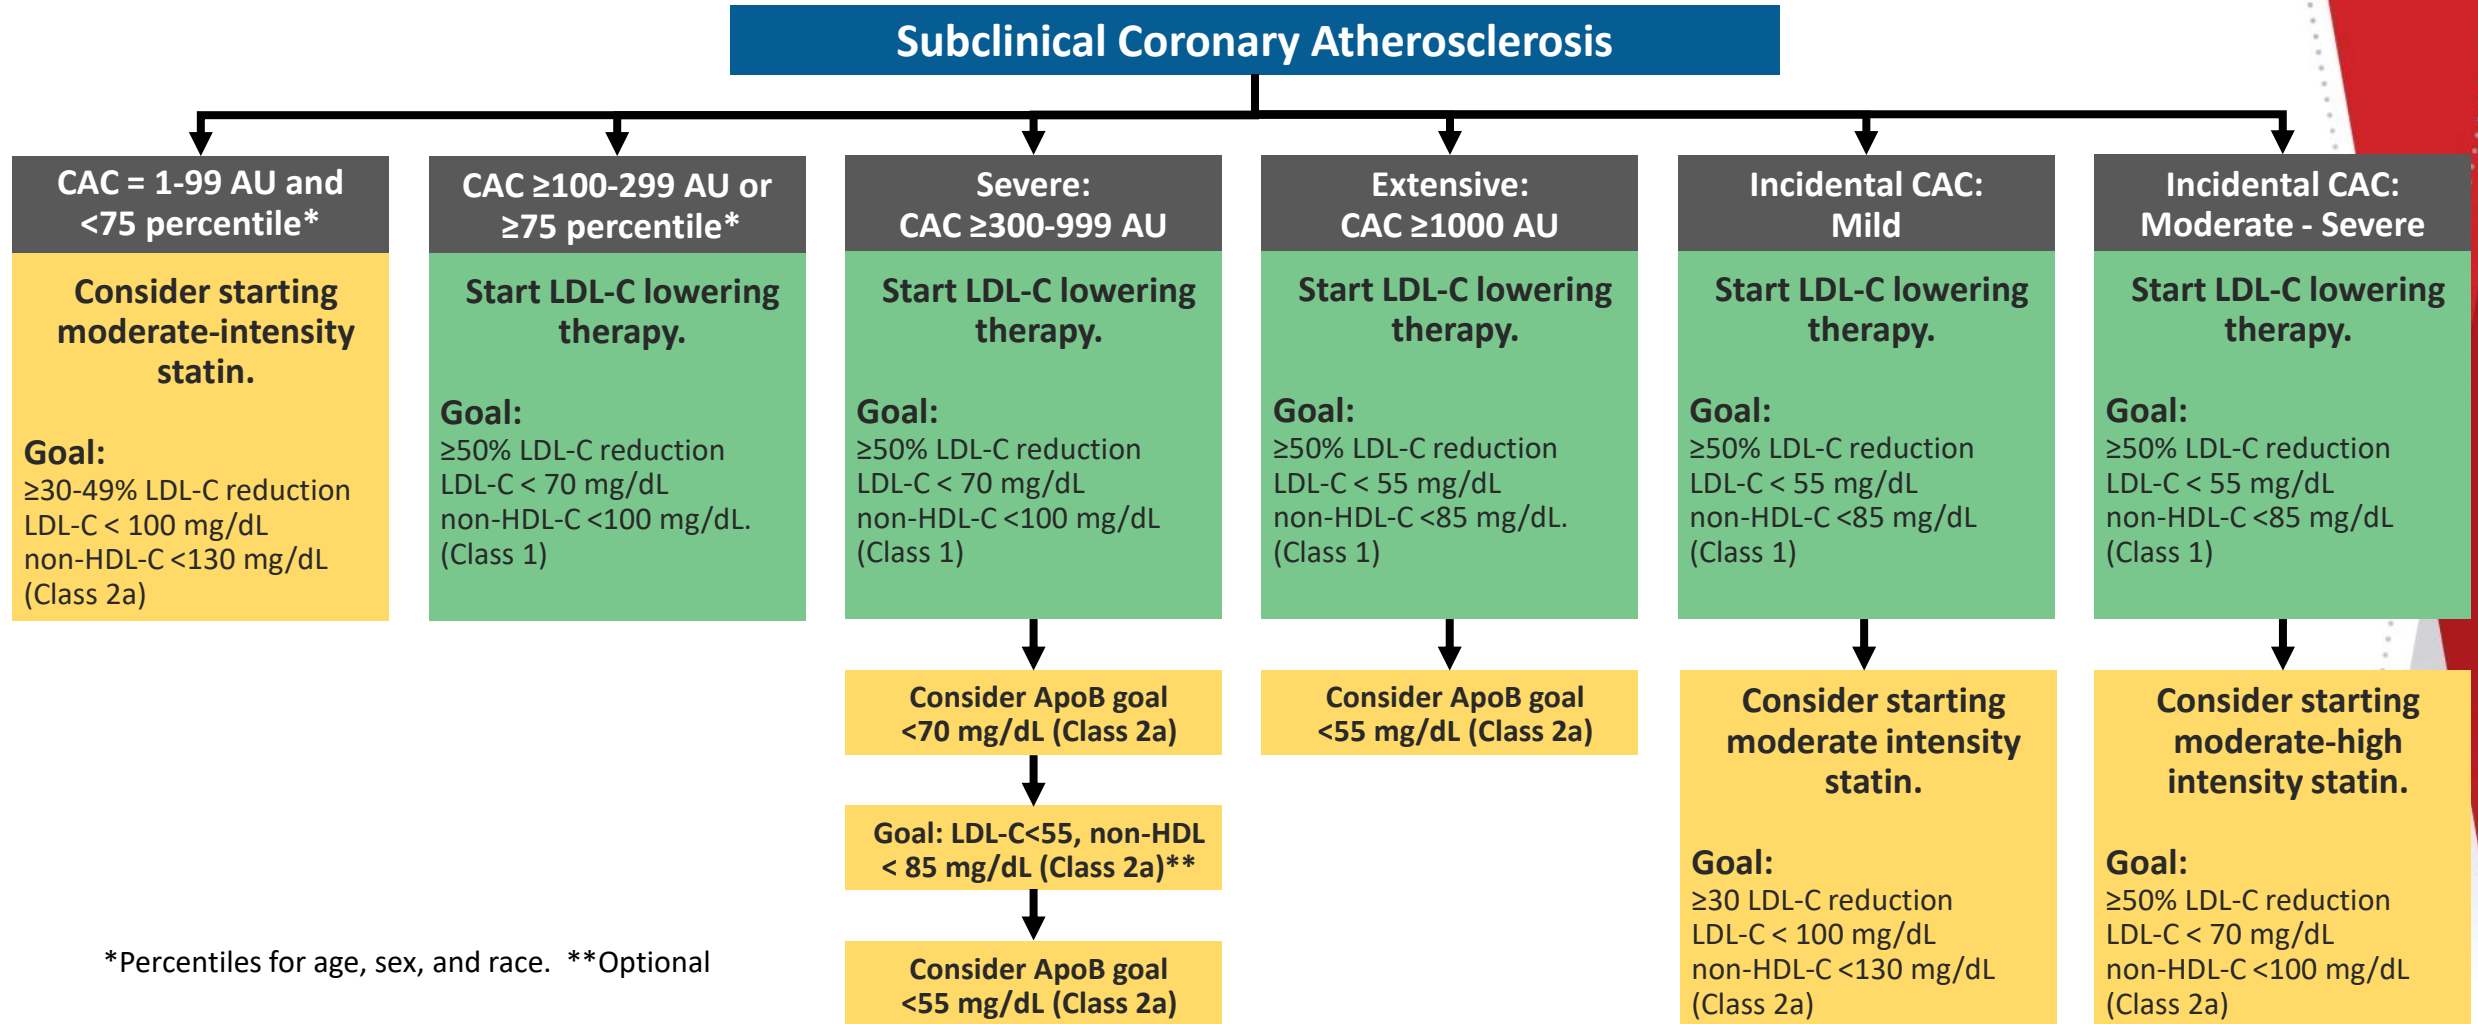 Subclinical Coronary Atherosclerosis
CAC = 1-99 AU and
<75 percentile*
Consider starting
moderate-intensity
statin.
Goal:
≥30-49% LDL-C reduction
LDL-C < 100 mg/dL
non-HDL-C <130 mg/dL
(Class 2a)
CAC ≥100-299 AU or
≥75 percentile*
Start LDL-C lowering
therapy.
Goal:
≥50% LDL-C reduction
LDL-C < 70 mg/dL
non-HDL-C <100 mg/dL.
(Class 1)
Severe:
CAC ≥300-999 AU
Start LDL-C lowering
therapy.
Goal:
≥50% LDL-C reduction
LDL-C < 70 mg/dL
non-HDL-C <100 mg/dL
(Class 1)
Consider ApoB goal
<70 mg/dL (Class 2a)
Goal: LDL-C<55, non-HDL
< 85 mg/dL (Class 2a)**
Consider ApoB goal
<55 mg/dL (Class 2a)
Extensive:
CAC ≥1000 AU
Start LDL-C lowering
therapy.
Goal:
≥50% LDL-C reduction
LDL-C < 55 mg/dL
non-HDL-C <85 mg/dL.
(Class 1)
Consider ApoB goal
<55 mg/dL (Class 2a)
Incidental CAC:
Mild
Start LDL-C lowering
therapy.
Goal:
≥50% LDL-C reduction
LDL-C < 55 mg/dL
non-HDL-C <85 mg/dL
(Class 1)
Consider starting
moderate intensity
statin.
Goal:
≥30 LDL-C reduction
LDL-C < 100 mg/dL
non-HDL-C <130 mg/dL
(Class 2a)
Incidental CAC:
Moderate - Severe
Start LDL-C lowering
therapy.
Goal:
≥50% LDL-C reduction
LDL-C < 55 mg/dL
non-HDL-C <85 mg/dL
(Class 1)
Consider starting
moderate-high
intensity statin.
Goal:
≥50% LDL-C reduction
LDL-C < 70 mg/dL
non-HDL-C <100 mg/dL
(Class 2a)
*Percentiles for age, sex, and race. **Optional